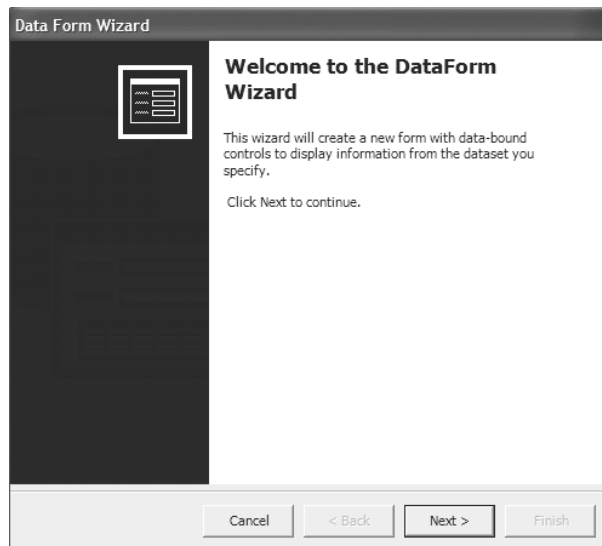 Data Form Wizard
Welcome to the DataForm
Wizard
This wizard will create a new form with data-bound
controls to display information from the dataset you
specify.
Click Next to continue.
Cancel
< Back
Next >
Finish